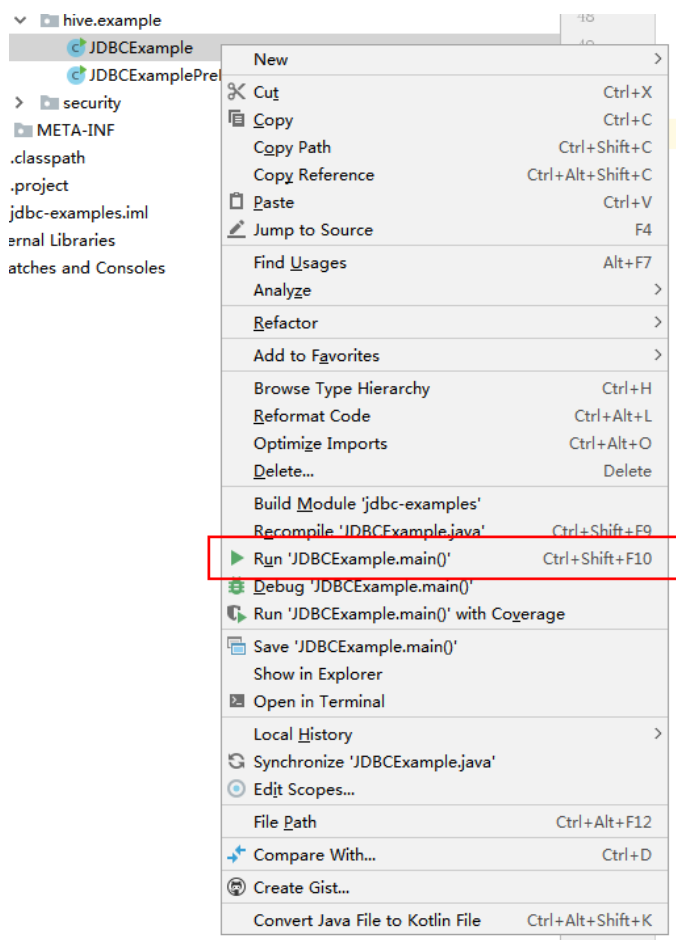 hive.example
48
JDBCExample
49
New
JDBCExamplePre
Cut Ctrl+X
security
Copy Ctrl+C
META-INF
Copy Path Ctrl+Shift+C
.classpath
Copy Reference Ctrl+Alt+Shift+C
.project
Paste Ctrl+V
jdbc-examples.iml
Jump to Source F4
ernal Libraries
Find Usages Alt+F7
atches and Consoles
Analyze
Refactor
Add to Favorites
Browse Type Hierarchy Ctrl+H
Reformat Code Ctrl+Alt+L
Optimize Imports Ctrl+Alt+O
Delete... Delete
Build Module 'jdbc-examples'
Recompile 'JDBCExample.java' Ctrl+Shift+F9
Run 'JDBCExample.main()' Ctrl+Shift+F10
Debug 'JDBCExample.main()'
Run 'JDBCExample.main()' with Coverage
Save 'JDBCExample.main()'
Show in Explorer
Open in Terminal
Local History
Synchronize 'JDBCExample.java'
Edit Scopes...
File Path Ctrl+Alt+F12
Compare With... Ctrl+D
Create Gist...
Convert Java File to Kotlin File Ctrl+Alt+Shift+K